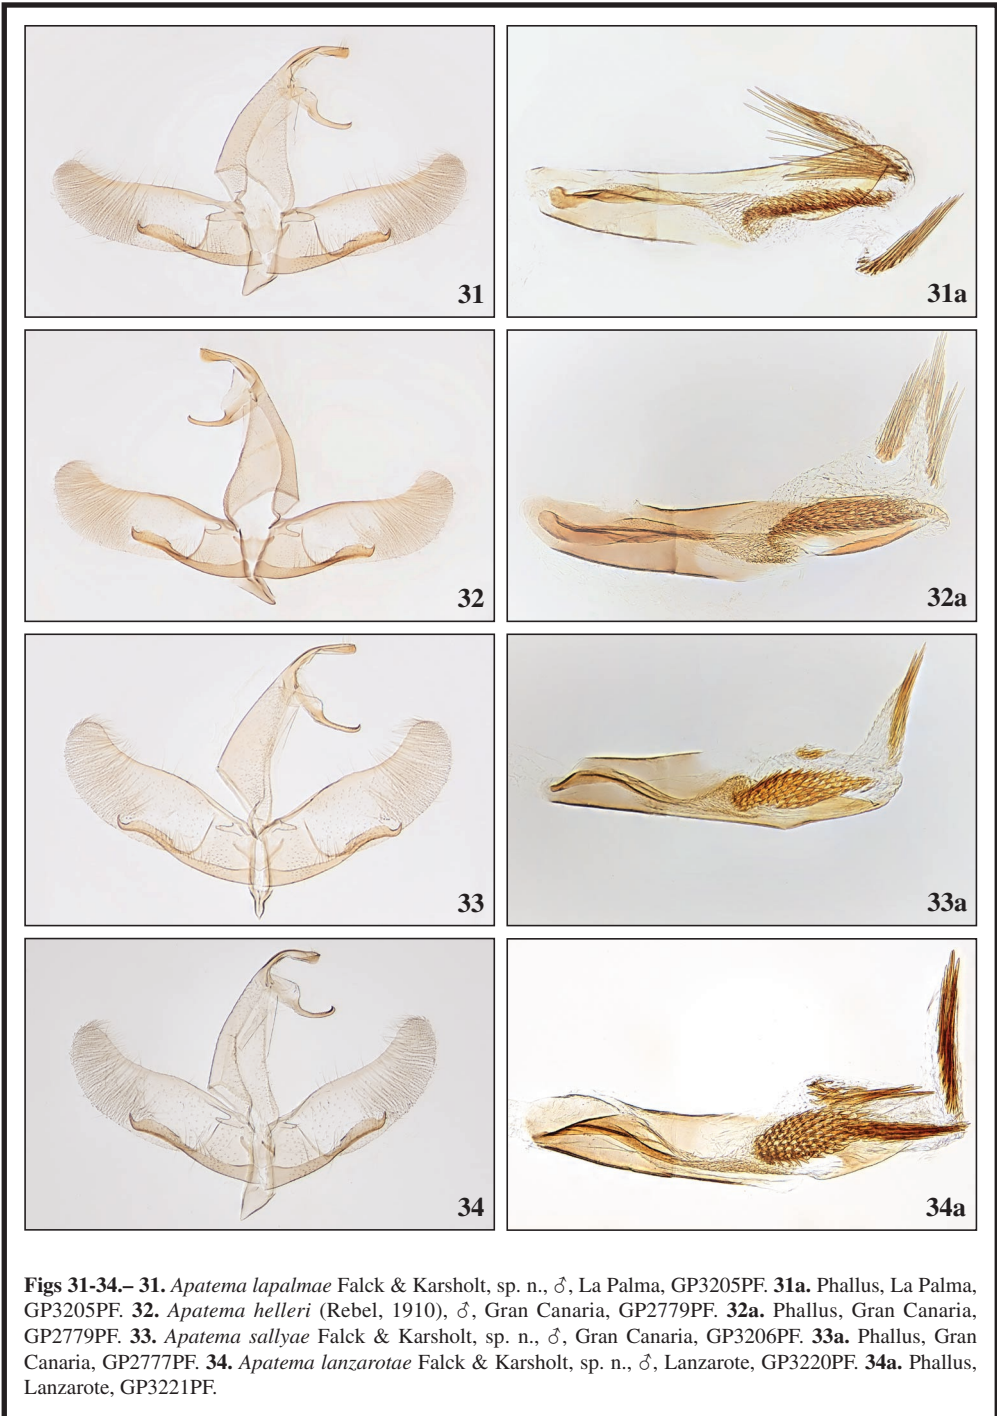 31
31a
32
32a
33
33a
34
34a
Figs 31-34.– 31. Apatema lapalmae Falck & Karsholt, sp. n., ♂, La Palma, GP3205PF. 31a. Phallus, La Palma,
GP3205PF. 32. Apatema helleri (Rebel, 1910), ♂, Gran Canaria, GP2779PF. 32a. Phallus, Gran Canaria,
GP2779PF. 33. Apatema sallyae Falck & Karsholt, sp. n., ♂, Gran Canaria, GP3206PF. 33a. Phallus, Gran
Canaria, GP2777PF. 34. Apatema lanzarotae Falck & Karsholt, sp. n., ♂, Lanzarote, GP3220PF. 34a. Phallus,
Lanzarote, GP3221PF.